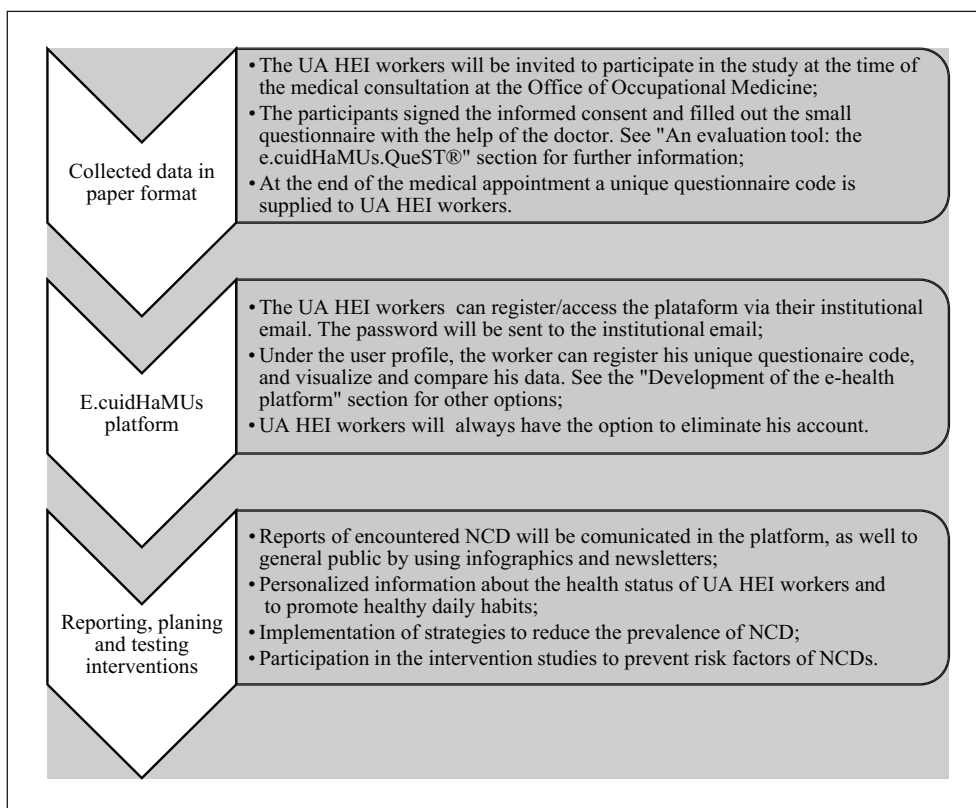 Collected data in
paper format
• The UA HEI workers will be invited to participate in the study at the time of
the medical consultation at the Office of Occupational Medicine;
• The participants signed the informed consent and filled out the small
questionnaire with the help of the doctor. See "An evaluation tool: the
e.cuidHaMUs.QueST®" section for further information;
• At the end of the medical appointment a unique questionnaire code is
supplied to UA HEI workers.
E.cuidHaMUs
platform
• The UA HEI workers can register/access the plataform via their institutional
email. The password will be sent to the institutional email;
• Under the user profile, the worker can register his unique questionaire code,
and visualize and compare his data. See the "Development of the e-health
platform" section for other options;
• UA HEI workers will always have the option to eliminate his account.
Reporting, planing
and testing
interventions
• Reports of encountered NCD will be comunicated in the platform, as well to
general public by using infographics and newsletters;
• Personalized information about the health status of UA HEI workers and
to promote healthy daily habits;
• Implementation of strategies to reduce the prevalence of NCD;
• Participation in the intervention studies to prevent risk factors of NCDs.